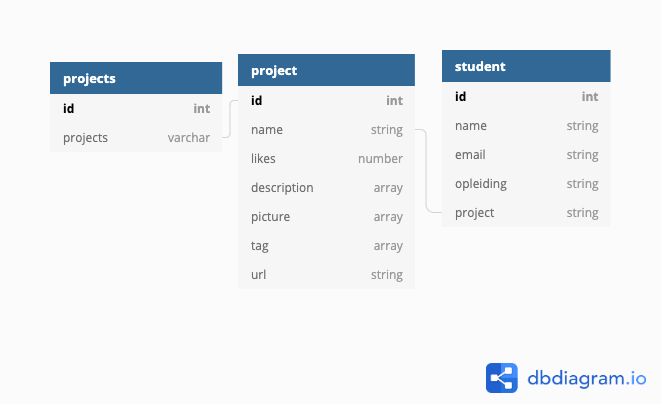 projects
id int
projects varchar
project
id int
name string
likes number
description array
picture array
tag array
url string
student
id int
name string
email string
opleiding string
project string
dbdiagram.io